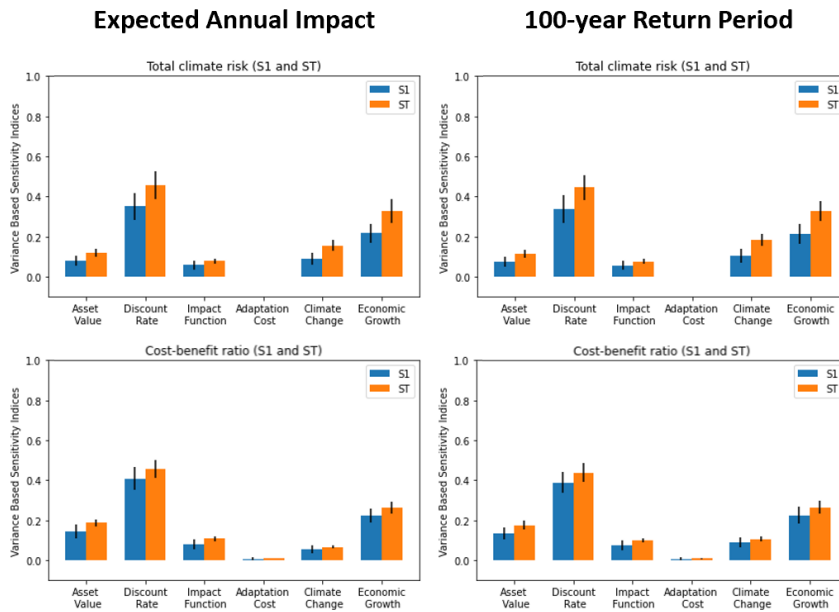 Expected Annual Impact
100-year Return Period
Total climate risk (S1 and ST)
Variance Based Sensitivity Indices
1.0
0.8
0.6
0.4
0.2
0.0
S1
ST
Asset Value
Discount Rate
Impact Function
Adaptation Cost
Climate Change
Economic Growth
Total climate risk (S1 and ST)
Variance Based Sensitivity Indices
1.0
0.8
0.6
0.4
0.2
0.0
S1
ST
Asset Value
Discount Rate
Impact Function
Adaptation Cost
Climate Change
Economic Growth
Cost-benefit ratio (S1 and ST)
Variance Based Sensitivity Indices
1.0
0.8
0.6
0.4
0.2
0.0
S1
ST
Asset Value
Discount Rate
Impact Function
Adaptation Cost
Climate Change
Economic Growth
Cost-benefit ratio (S1 and ST)
Variance Based Sensitivity Indices
1.0
0.8
0.6
0.4
0.2
0.0
S1
ST
Asset Value
Discount Rate
Impact Function
Adaptation Cost
Climate Change
Economic Growth